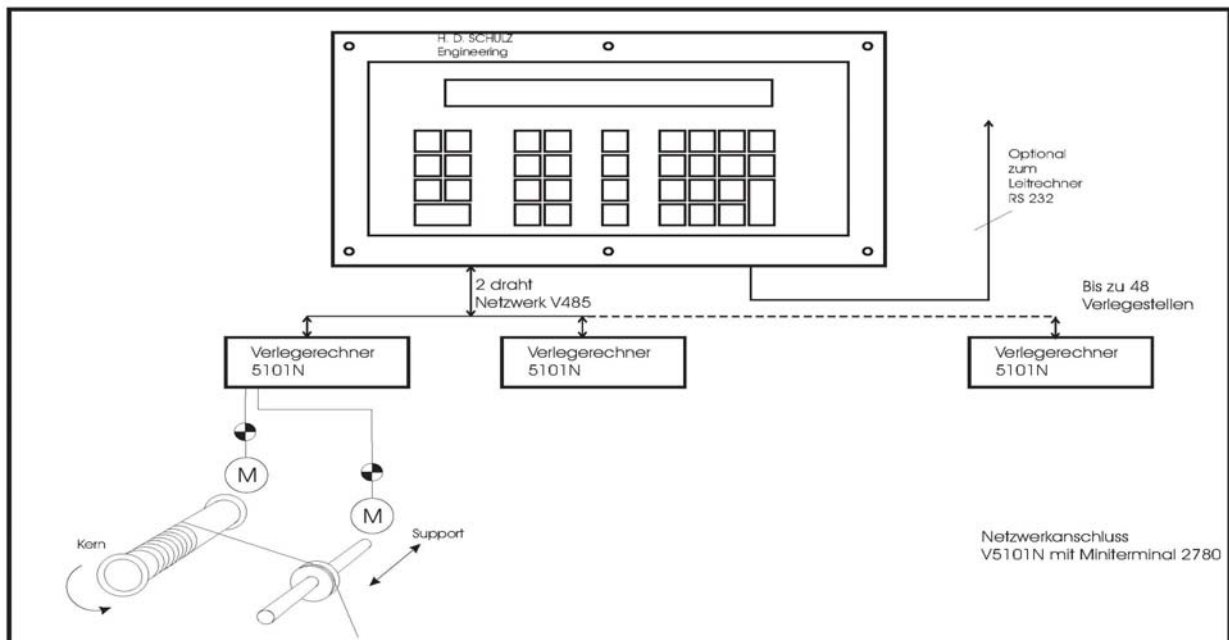 H. D. SCHULZ
Engineering
Optional
zum
Leitrechner
RS 232
2 draht
Netzwerk V485
Bis zu 48
Verlegestellen
Verlegerechner
5101N
Verlegerechner
5101N
Verlegerechner
5101N
M
M
Kern
Support
Netzwerkanschluss
V5101N mit Miniterminal 2780